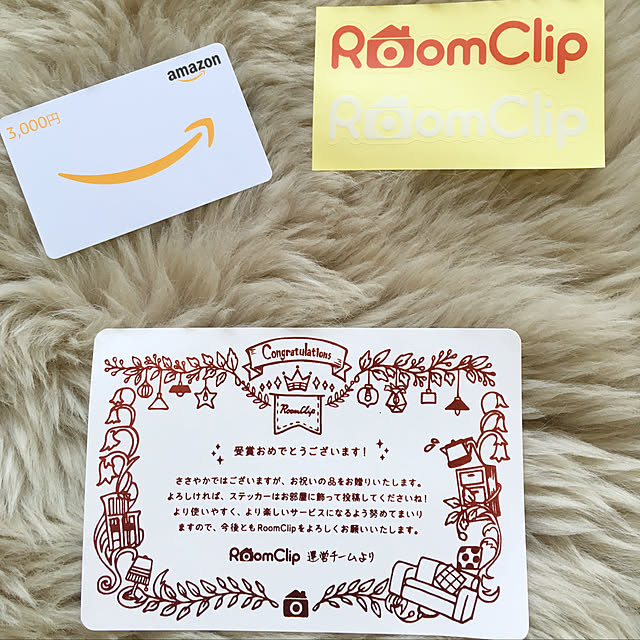 amazon
3,000円
RoomClip
RoomClip
Congratulations
RoomClip
受賞おめでとうございます!
ささやかではございますが、お祝いの品をお贈りいたします。
よろしければ、ステッカーはお部屋に飾って投稿してくださいね!
より使いやすく、より楽しいサービスになるよう努めてまいり
ますので、今後ともRoomClipをよろしくお願いいたします。
RoomClip 運営チームより